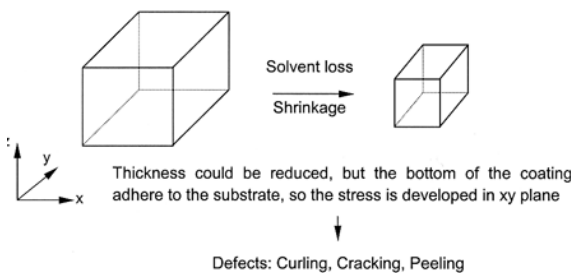 Solvent loss
Shrinkage
z
y
x
Thickness could be reduced, but the bottom of the coating
adhere to the substrate, so the stress is developed in xy plane
Defects: Curling, Cracking, Peeling